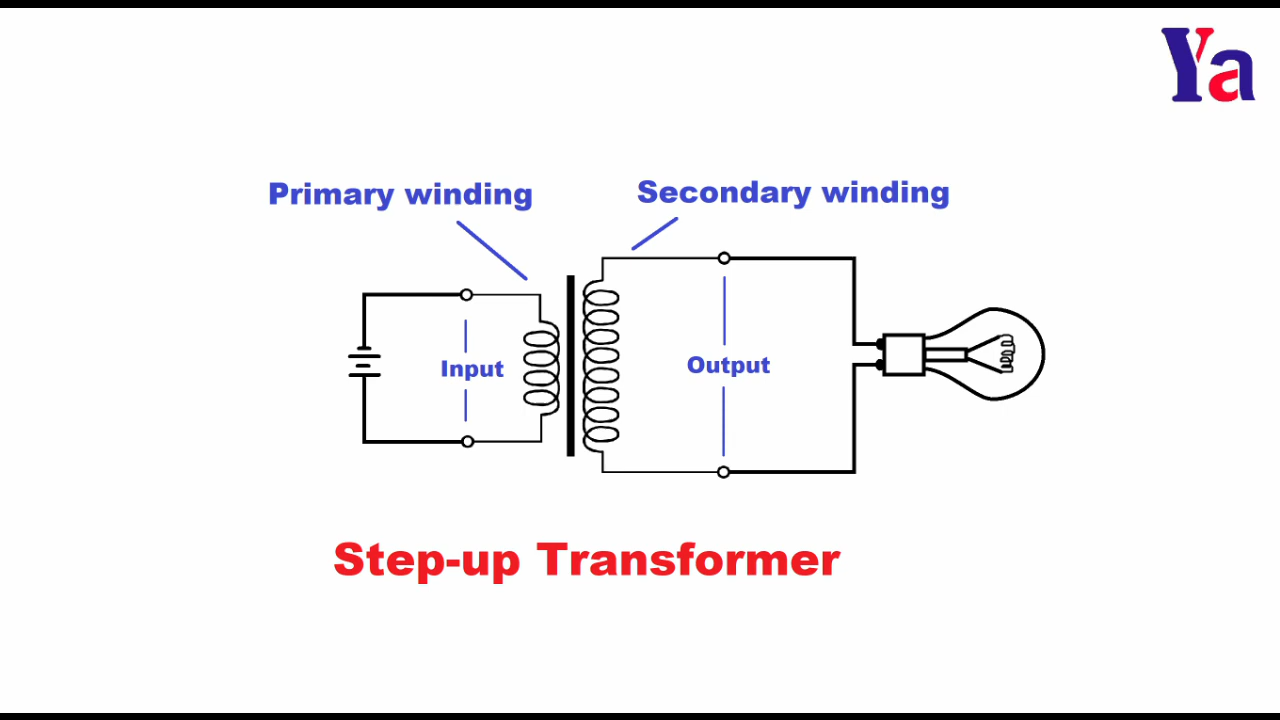 Ya
Primary winding
Secondary winding
Input
Output
Step-up Transformer